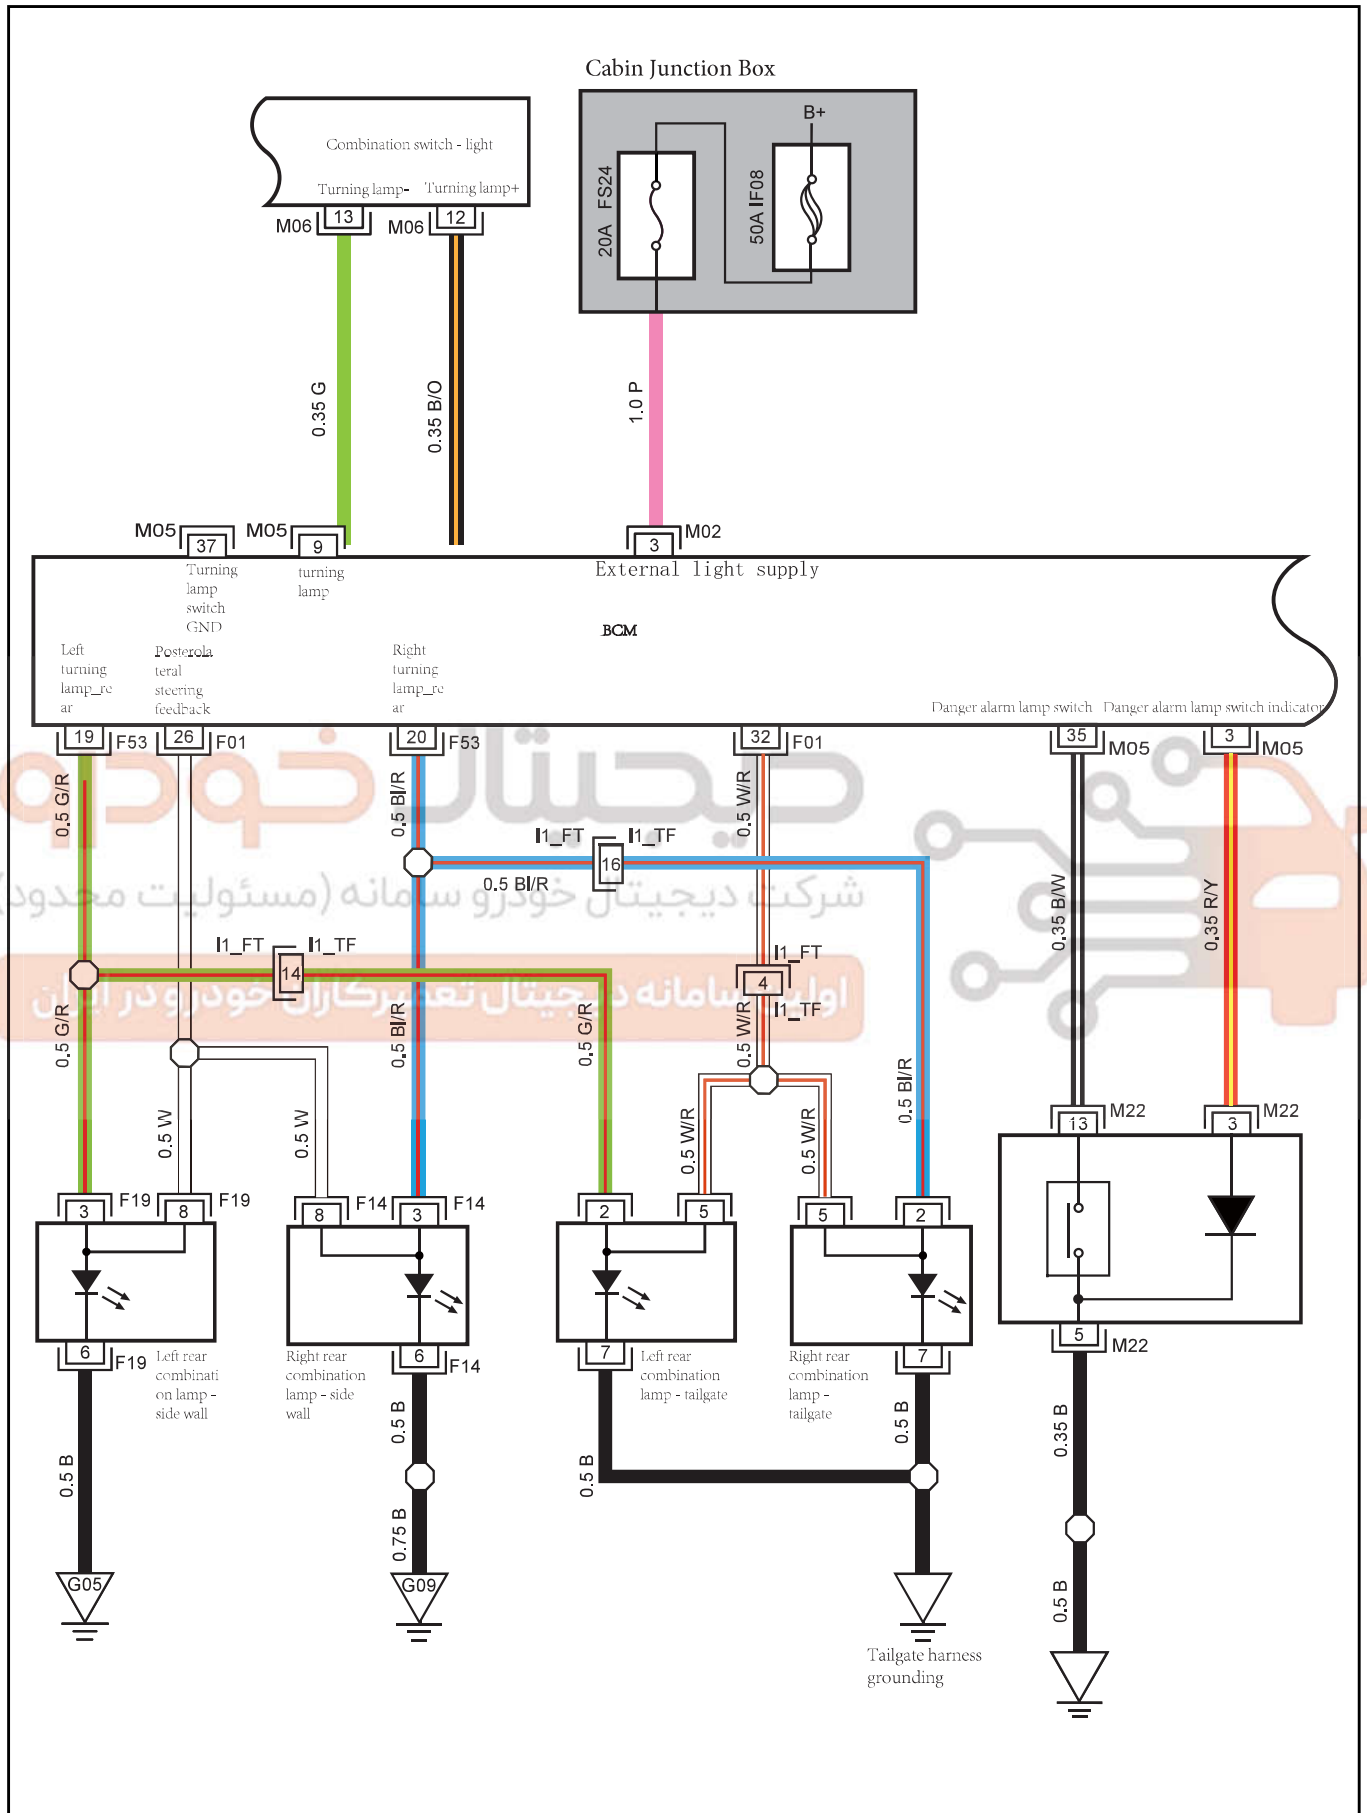 Cabin Junction Box
B+
20A FS24
50A IF08
Combination switch - light
Turning lamp-
Turning lamp+
M06
13
M06
12
0.35 G
0.35 B/O
1.0 P
M05
37
M05
9
3
M02
Turning
lamp
switch
GND
turning
lamp
External light supply
BCM
Left
turning
lamp_re
ar
Posterola
teral
steering
feedback
Right
turning
lamp_re
ar
Danger alarm lamp switch
Danger alarm lamp switch indicator
19
F53
26
F01
20
F53
32
F01
35
M05
3
M05
دیجیتال خودرو
شرکت دیجیتال خودرو سامانه (مسئولیت محدود)
اولین سامانه دیجیتال تعمیرکاران خودرو در ایران
0.5 G/R
0.5 Bl/R
0.5 W/R
I1_FT
I1_TF
16
0.5 Bl/R
0.35 B/W
0.35 R/Y
I1_FT
I1_TF
14
I1_FT
4
I1_TF
0.5 G/R
0.5 Bl/R
0.5 G/R
0.5 W/R
0.5 W
0.5 W
0.5 W/R
0.5 W/R
0.5 Bl/R
13
M22
3
M22
3
F19
8
F19
8
F14
3
F14
2
5
5
2
6
F19
Left rear
combinati
on lamp -
side wall
Right rear
combination
lamp - side
wall
6
F14
7
Left rear
combination
lamp - tailgate
Right rear
combination
lamp -
tailgate
7
5
M22
0.5 B
0.5 B
0.5 B
0.5 B
0.35 B
0.75 B
0.5 B
G05
G09
Tailgate harness
grounding